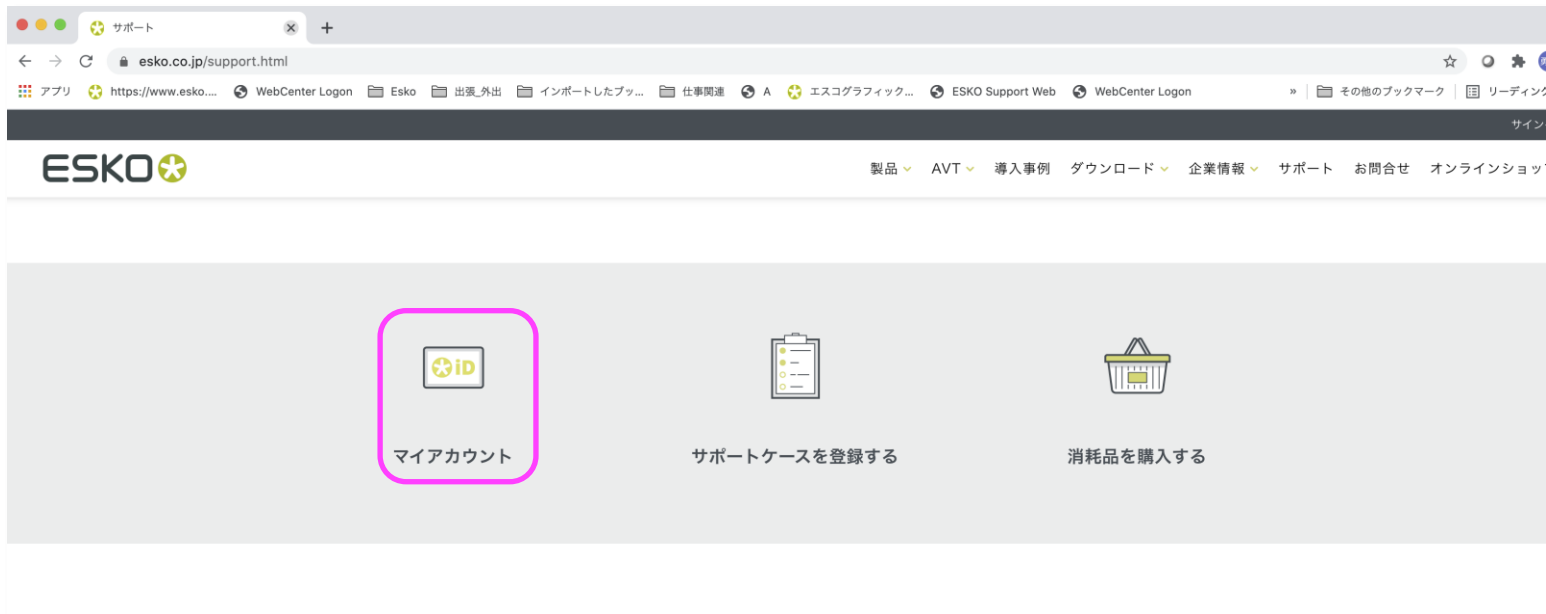 サポート
esko.co.jp/support.html
アプリ https://www.esko.... WebCenter Logon Esko 出張_外出 インポートしたブッ... 仕事関連 A エスコグラフィック... ESKO Support Web WebCenter Logon » その他のブックマーク リーディング
サイン
ESKO 製品 AVT 導入事例 ダウンロード 企業情報 サポート お問合せ オンラインショッ
iD
マイアカウント サポートケースを登録する 消耗品を購入する